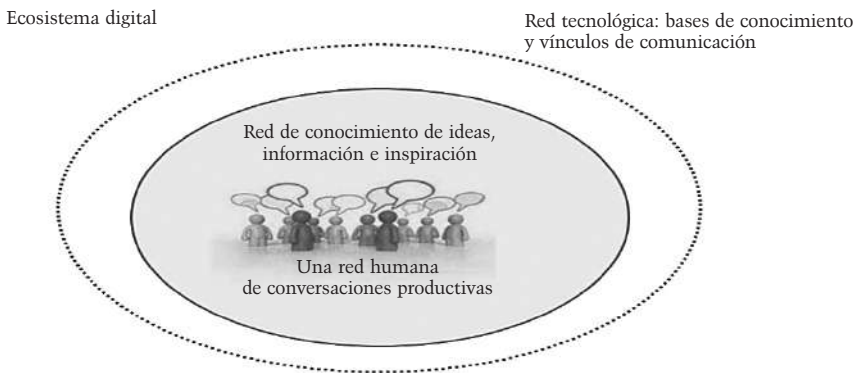 Ecosistema digital
Red tecnológica: bases de conocimiento
y vínculos de comunicación
Red de conocimiento de ideas,
información e inspiración
Una red humana
de conversaciones productivas